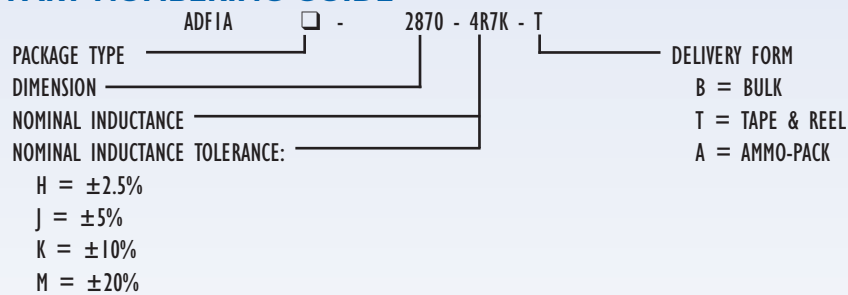 ADFIA ❑ - 2870 - 4R7K - T
PACKAGE TYPE
DELIVERY FORM
DIMENSION
B = BULK
NOMINAL INDUCTANCE
T = TAPE & REEL
NOMINAL INDUCTANCE TOLERANCE:
A = AMMO-PACK
H = ±2.5%
J = ±5%
K = ±10%
M = ±20%